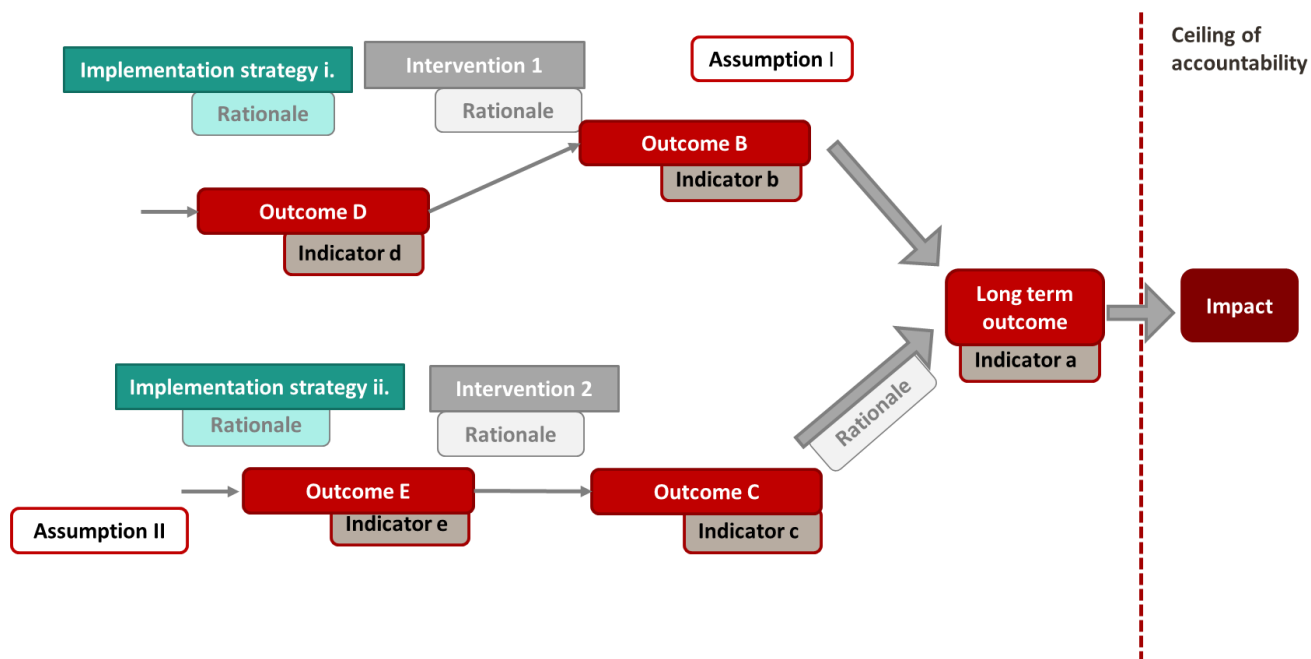 Ceiling of
accountability
Implementation strategy i.
Rationale
Intervention 1
Rationale
Assumption I
Outcome B
Indicator b
Outcome D
Indicator d
Long term
outcome
Indicator a
Impact
Implementation strategy ii.
Rationale
Intervention 2
Rationale
Rationale
Outcome E
Indicator e
Outcome C
Indicator c
Assumption II